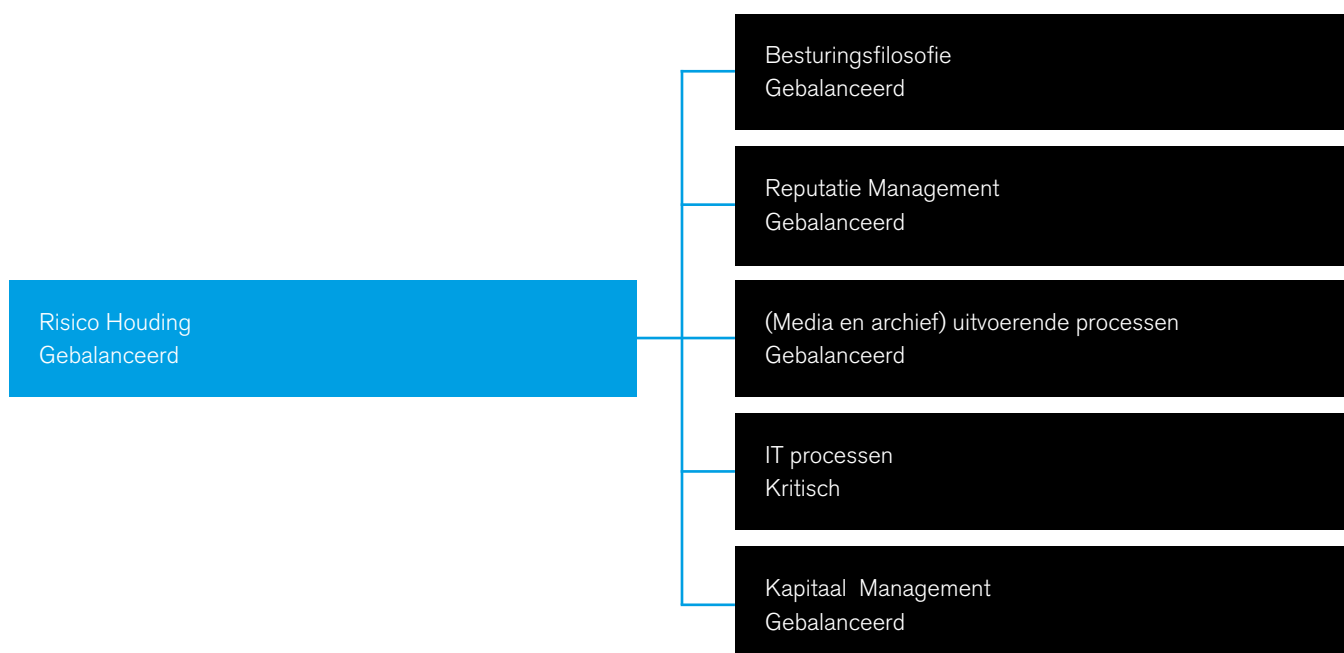 Besturingsfilosofie
Gebalanceerd
Reputatie Management
Gebalanceerd
Risico Houding
Gebalanceerd
(Media en archief) uitvoerende processen
Gebalanceerd
IT processen
Kritisch
Kapitaal Management
Gebalanceerd